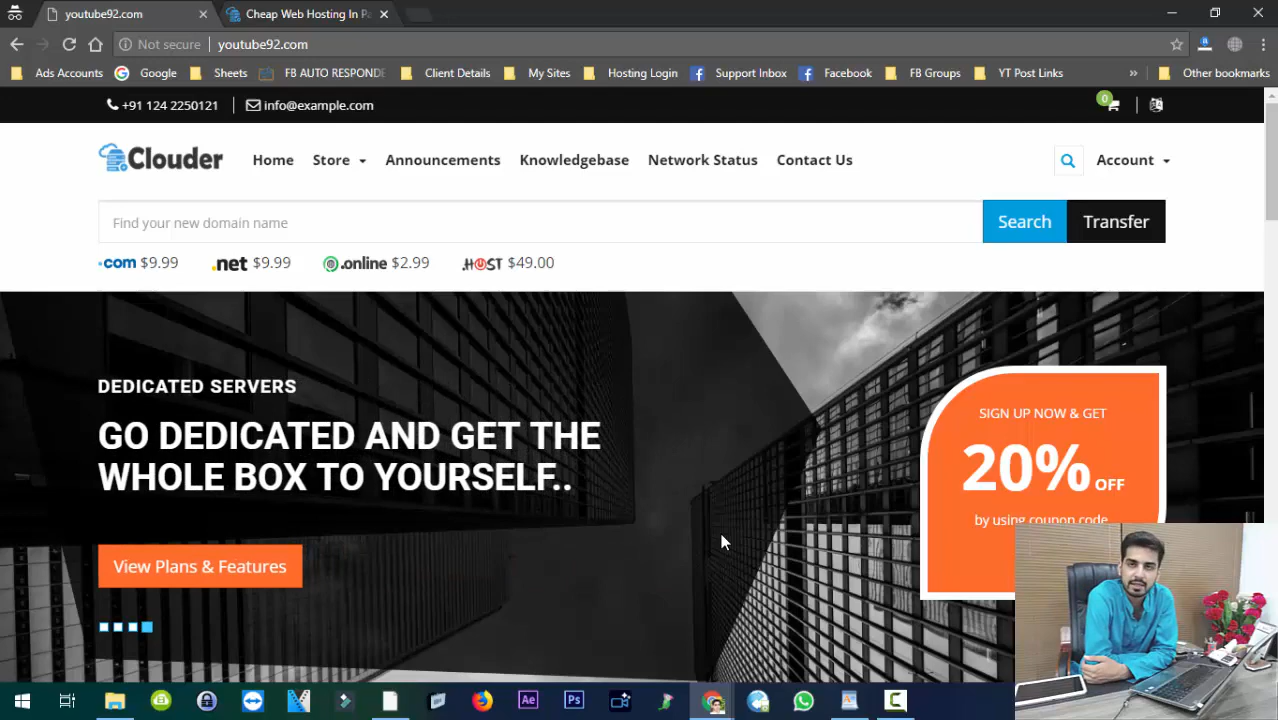 youtube92.com
Cheap Web Hosting In Pa
Not secure
youtube92.com
Ads Accounts
Google
Sheets
FB AUTO RESPONDE
Client Details
My Sites
Hosting Login
Support Inbox
Facebook
FB Groups
YT Post Links
»
Other bookmarks
+91 124 2250121
info@example.com
0
Clouder
Home
Store
Announcements
Knowledgebase
Network Status
Contact Us
Account
Find your new domain name
Search
Transfer
.com $9.99
.net $9.99
.online $2.99
.HOST $49.00
DEDICATED SERVERS
GO DEDICATED AND GET THE
WHOLE BOX TO YOURSELF..
View Plans & Features
SIGN UP NOW & GET
20% OFF
by using coupon code
Ae
Ps